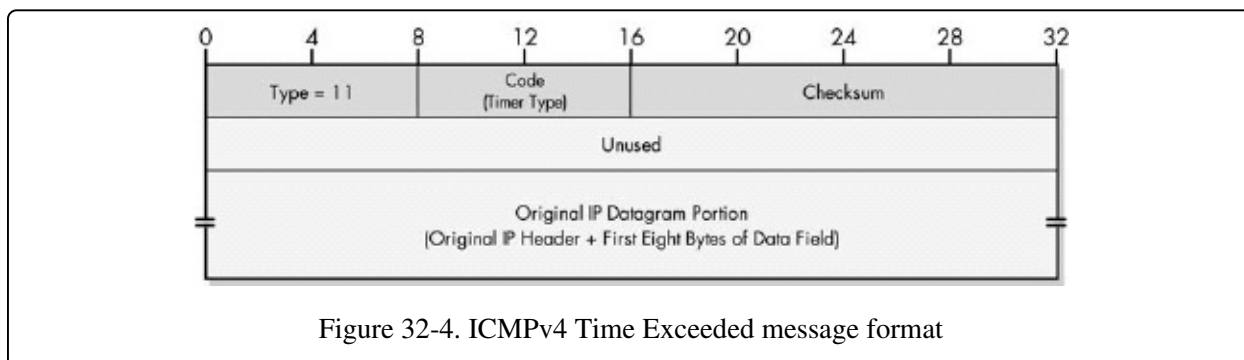 0 4 8 12 16 20 24 28 32
Type = 11
Code
(Timer Type)
Checksum
Unused
Original IP Datagram Portion
(Original IP Header + First Eight Bytes of Data Field)
Figure 32-4. ICMPv4 Time Exceeded message format